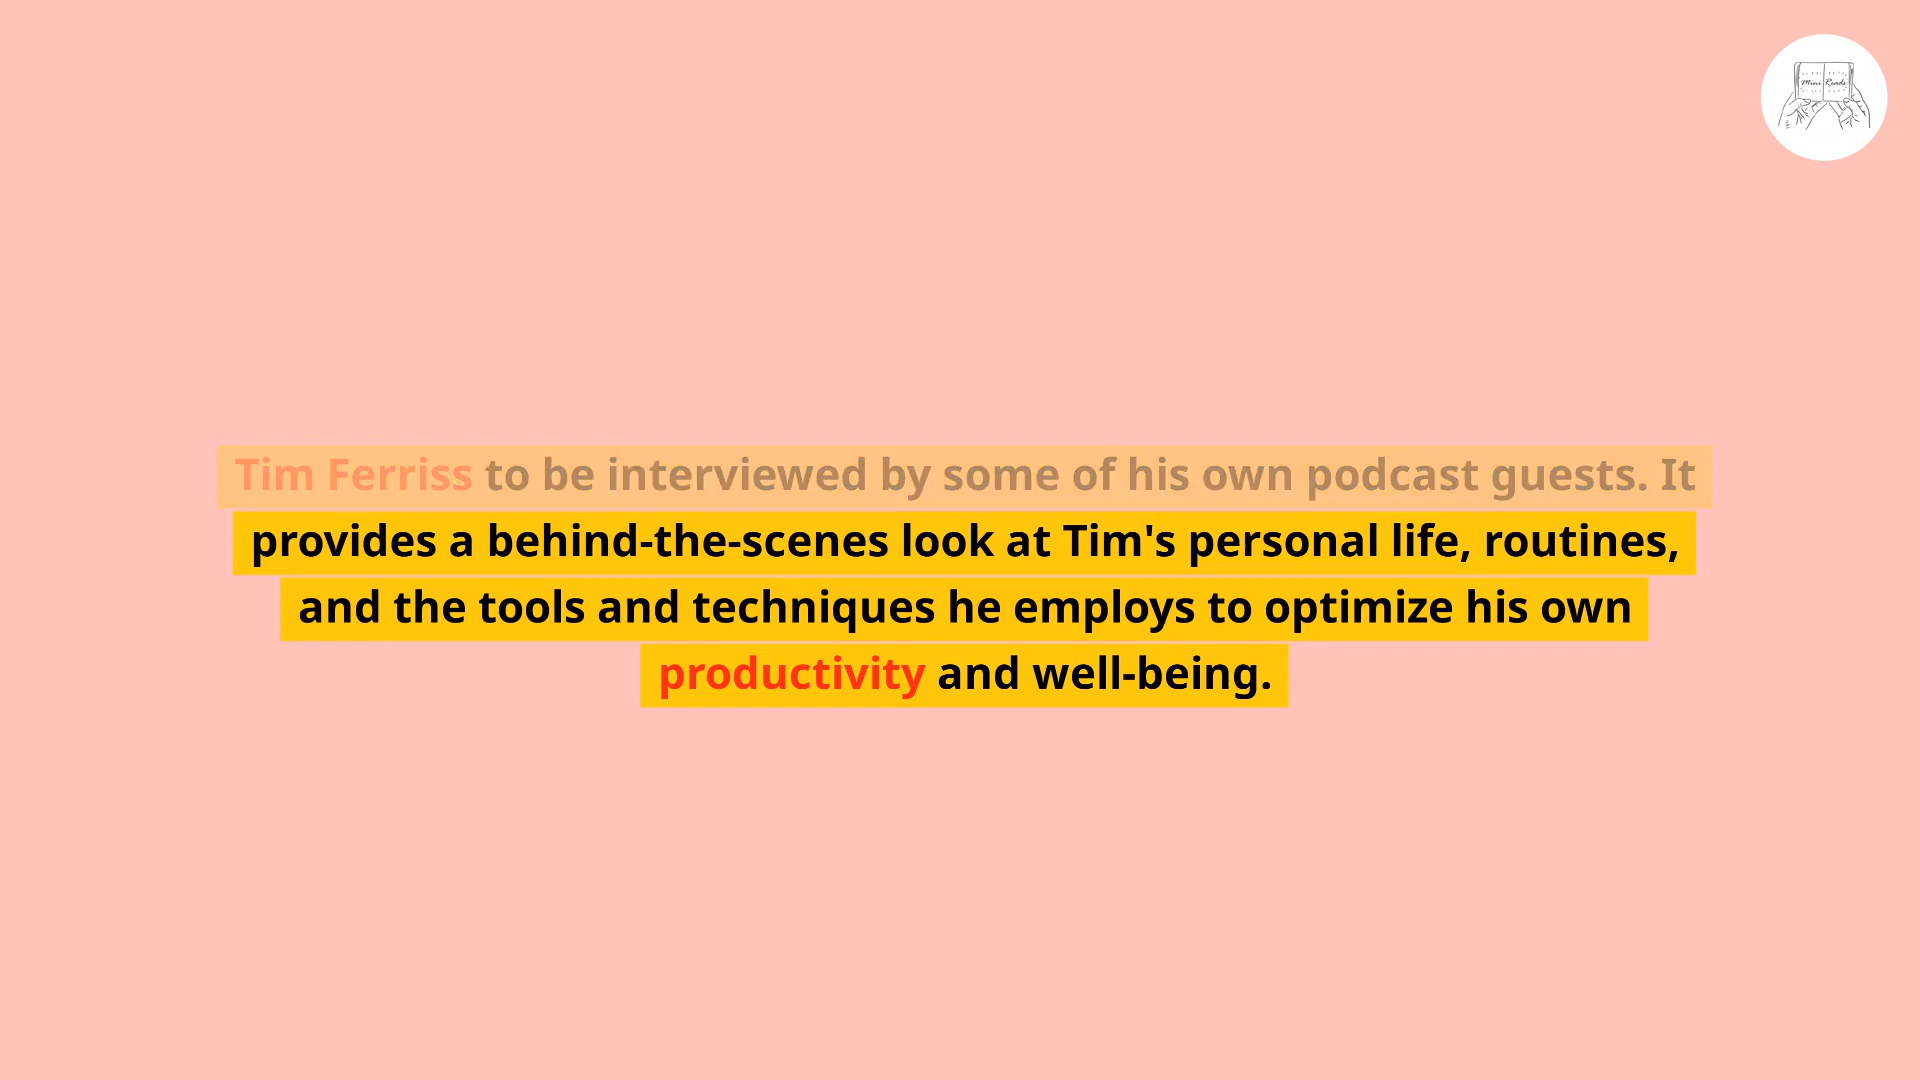 Mini Reads
Tim Ferriss to be interviewed by some of his own podcast guests. It
provides a behind-the-scenes look at Tim's personal life, routines,
and the tools and techniques he employs to optimize his own
productivity and well-being.